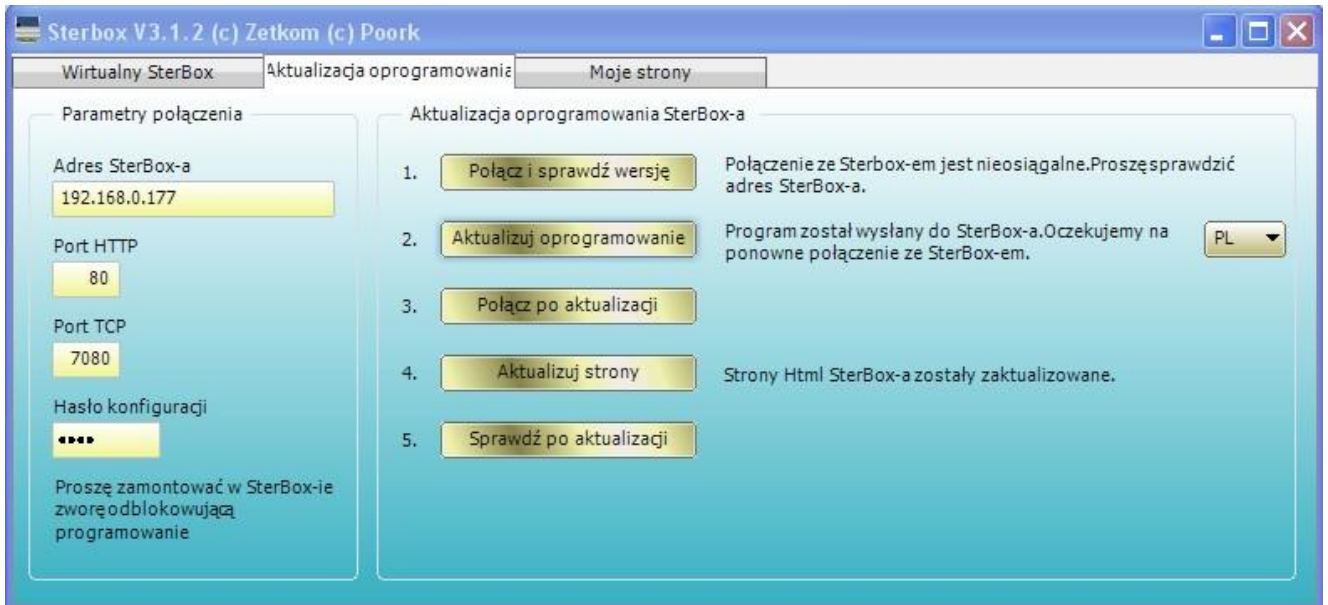 Sterbox V3.1.2 (c) Zetkom (c) Poork
Wirtualny SterBox
Aktualizacja oprogramowania
Moje strony
Parametry połączenia
Adres SterBox-a
192.168.0.177
Port HTTP
80
Port TCP
7080
Hasło konfiguracji
••••
Proszę zamontować w SterBox-ie
zworę odblokowującą
programowanie
Aktualizacja oprogramowania SterBox-a
1. Połącz i sprawdź wersję
Połączenie ze Sterbox-em jest nieosiągalne.Proszę sprawdzić
adres SterBox-a.
2. Aktualizuj oprogramowanie
Program został wysłany do SterBox-a.Oczekujemy na
ponowne połączenie ze SterBox-em.
PL
3. Połącz po aktualizacji
4. Aktualizuj strony
Strony Html SterBox-a zostały zaktualizowane.
5. Sprawdź po aktualizacji